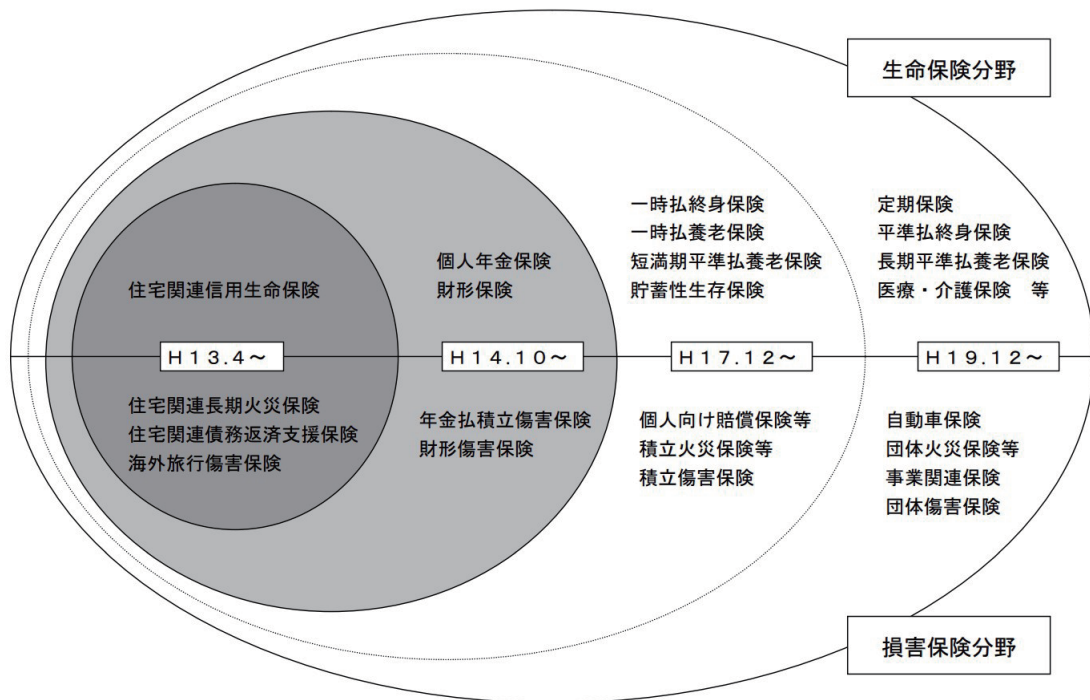 生命保険分野
一時払終身保険
一時払養老保険
短満期平準払養老保険
貯蓄性生存保険
定期保険
平準払終身保険
長期平準払養老保険
医療・介護保険　等
個人年金保険
財形保険
住宅関連信用生命保険
Ｈ１３.４～
Ｈ１４.１０～
Ｈ１７.１２～
Ｈ１９.１２～
住宅関連長期火災保険
住宅関連債務返済支援保険
海外旅行傷害保険
年金払積立傷害保険
財形傷害保険
個人向け賠償保険等
積立火災保険等
積立傷害保険
自動車保険
団体火災保険等
事業関連保険
団体傷害保険
損害保険分野